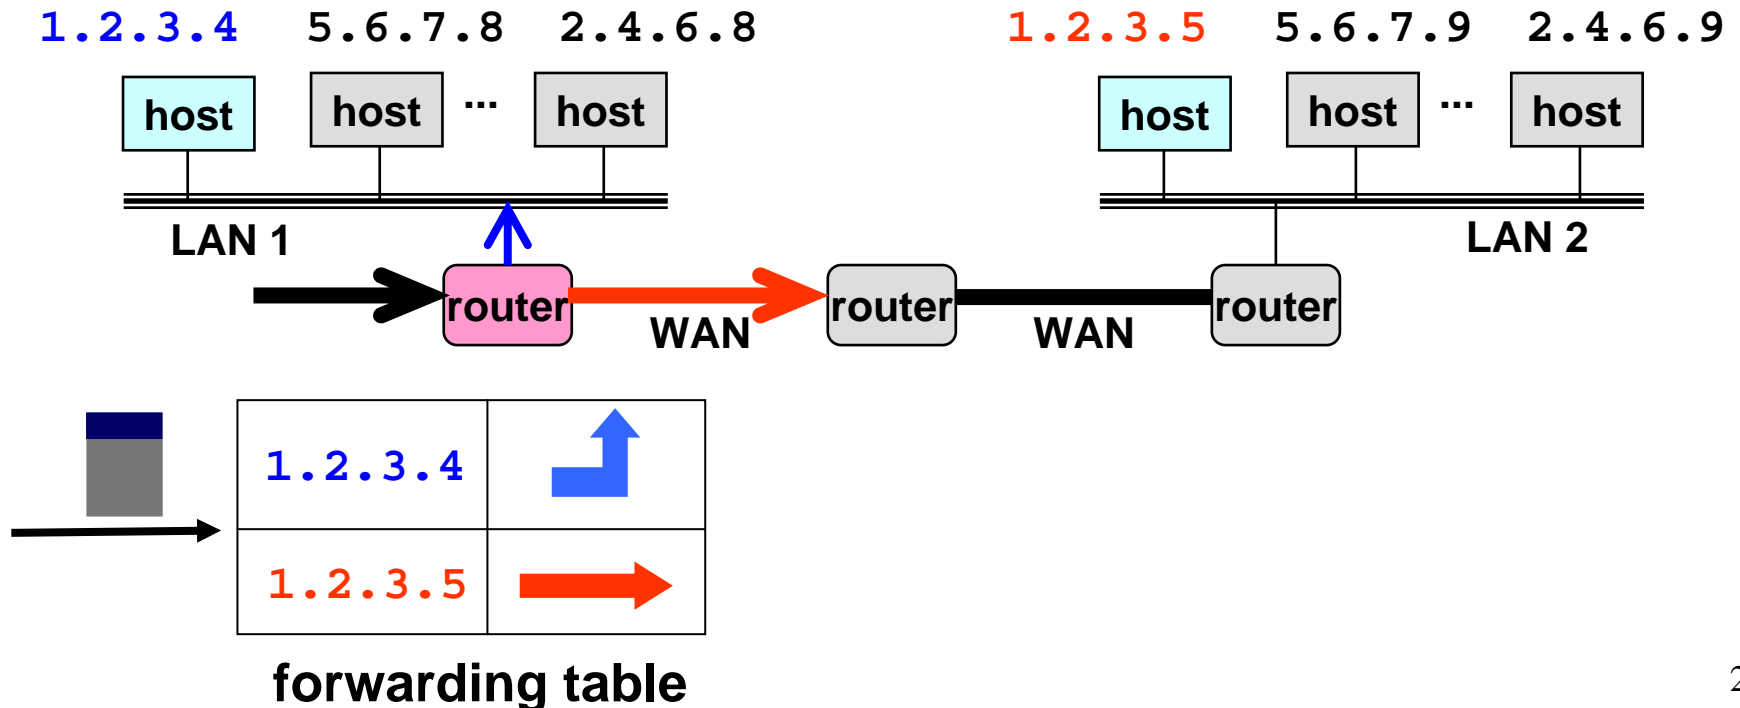 1.2.3.4 5.6.7.8 2.4.6.8 1.2.3.5 5.6.7.9 2.4.6.9
host host ... host host host ... host
LAN 1 LAN 2
router router router
WAN WAN
1.2.3.4
1.2.3.5
forwarding table